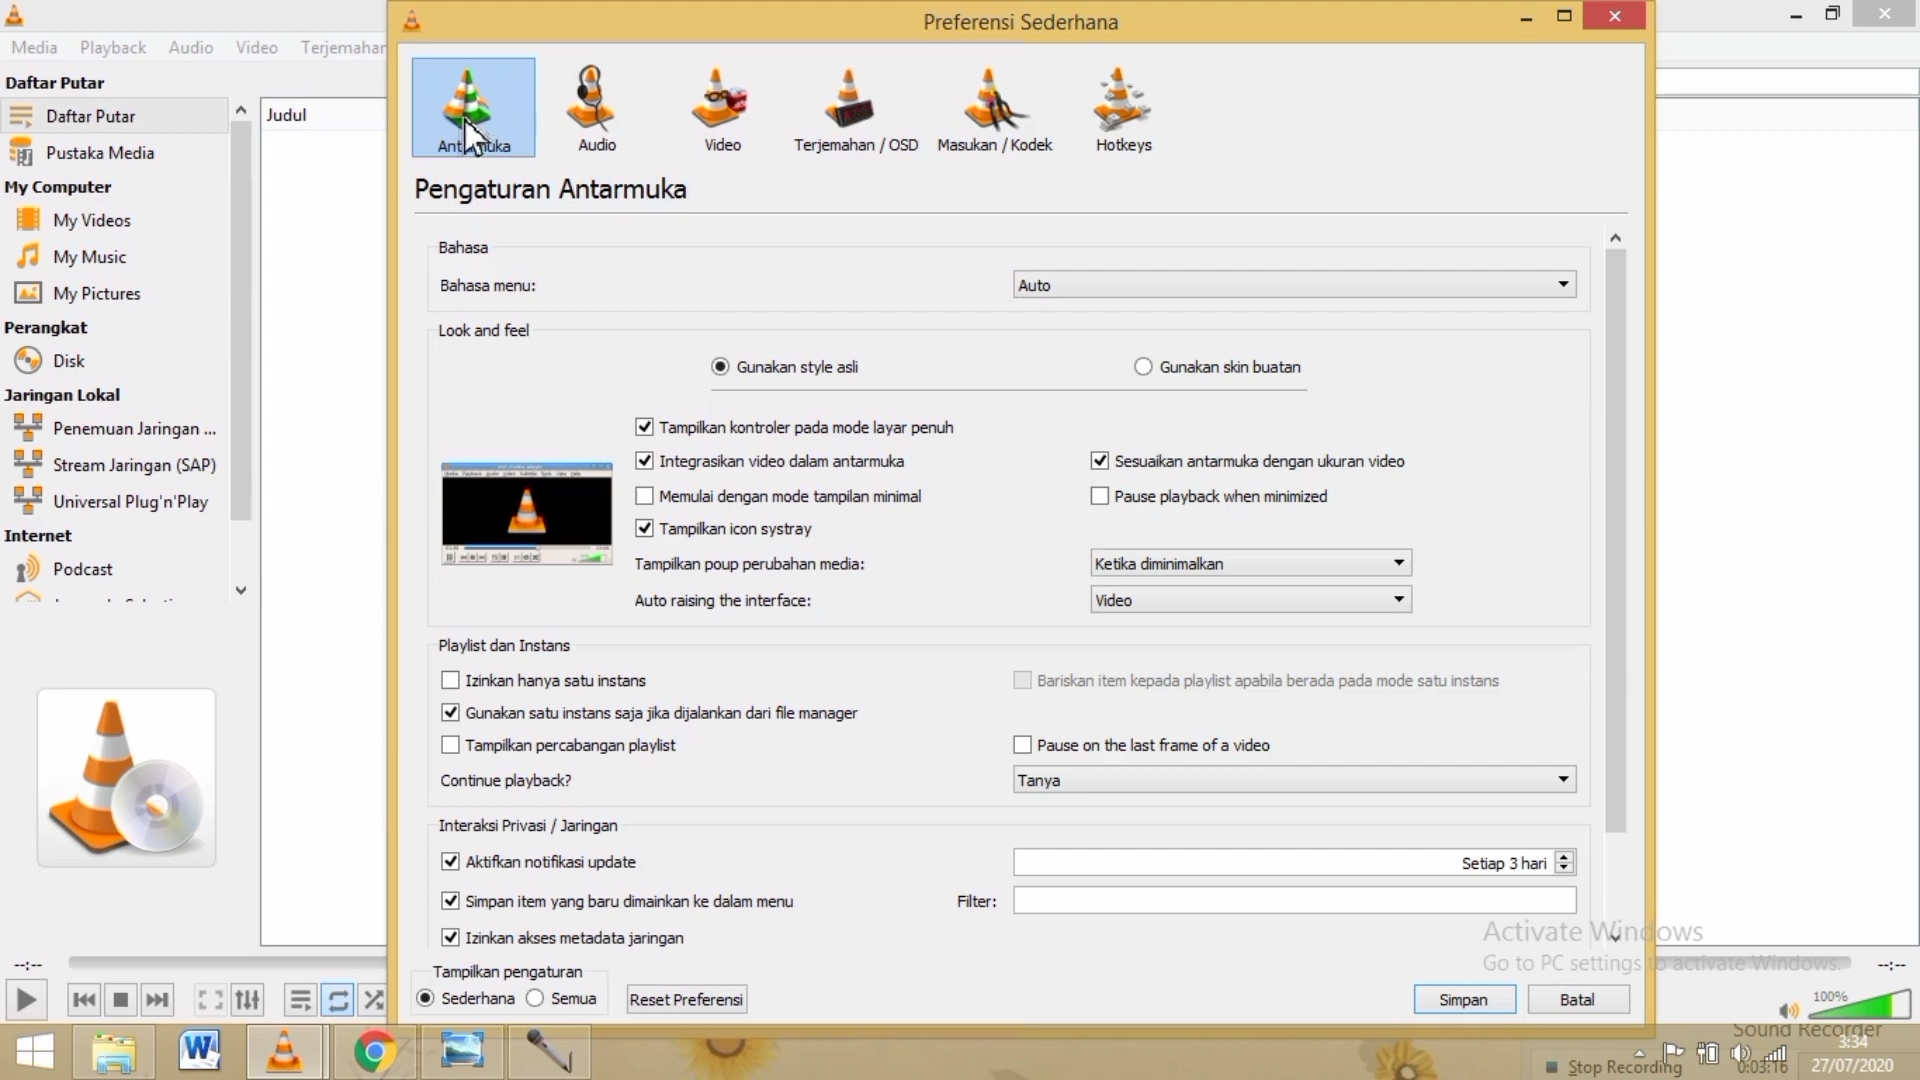 Preferensi Sederhana
Media Playback Audio Video Terjemahan
Daftar Putar
Daftar Putar
Pustaka Media
My Computer
My Videos
My Music
My Pictures
Perangkat
Disk
Jaringan Lokal
Penemuan Jaringan ...
Stream Jaringan (SAP)
Universal Plug'n'Play
Internet
Podcast
Judul
Antarmuka
Audio
Video
Terjemahan / OSD
Masukan / Kodek
Hotkeys
Pengaturan Antarmuka
Bahasa
Bahasa menu: Auto
Look and feel
Gunakan style asli Gunakan skin buatan
Tampilkan kontroler pada mode layar penuh
Integrasikan video dalam antarmuka Sesuaikan antarmuka dengan ukuran video
Memulai dengan mode tampilan minimal Pause playback when minimized
Tampilkan icon systray
Tampilkan poup perubahan media: Ketika diminimalkan
Auto raising the interface: Video
Playlist dan Instans
Izinkan hanya satu instans Bariskan item kepada playlist apabila berada pada mode satu instans
Gunakan satu instans saja jika dijalankan dari file manager
Tampilkan percabangan playlist Pause on the last frame of a video
Continue playback? Tanya
Interaksi Privasi / Jaringan
Aktifkan notifikasi update Setiap 3 hari
Simpan item yang baru dimainkan ke dalam menu Filter:
Izinkan akses metadata jaringan
Activate Windows
Go to PC settings to activate Windows.
Tampilkan pengaturan
Sederhana Semua Reset Preferensi Simpan Batal
--:-- --:--
100%
Sound Recorder
Stop Recording 0:03:16
3:34
27/07/2020